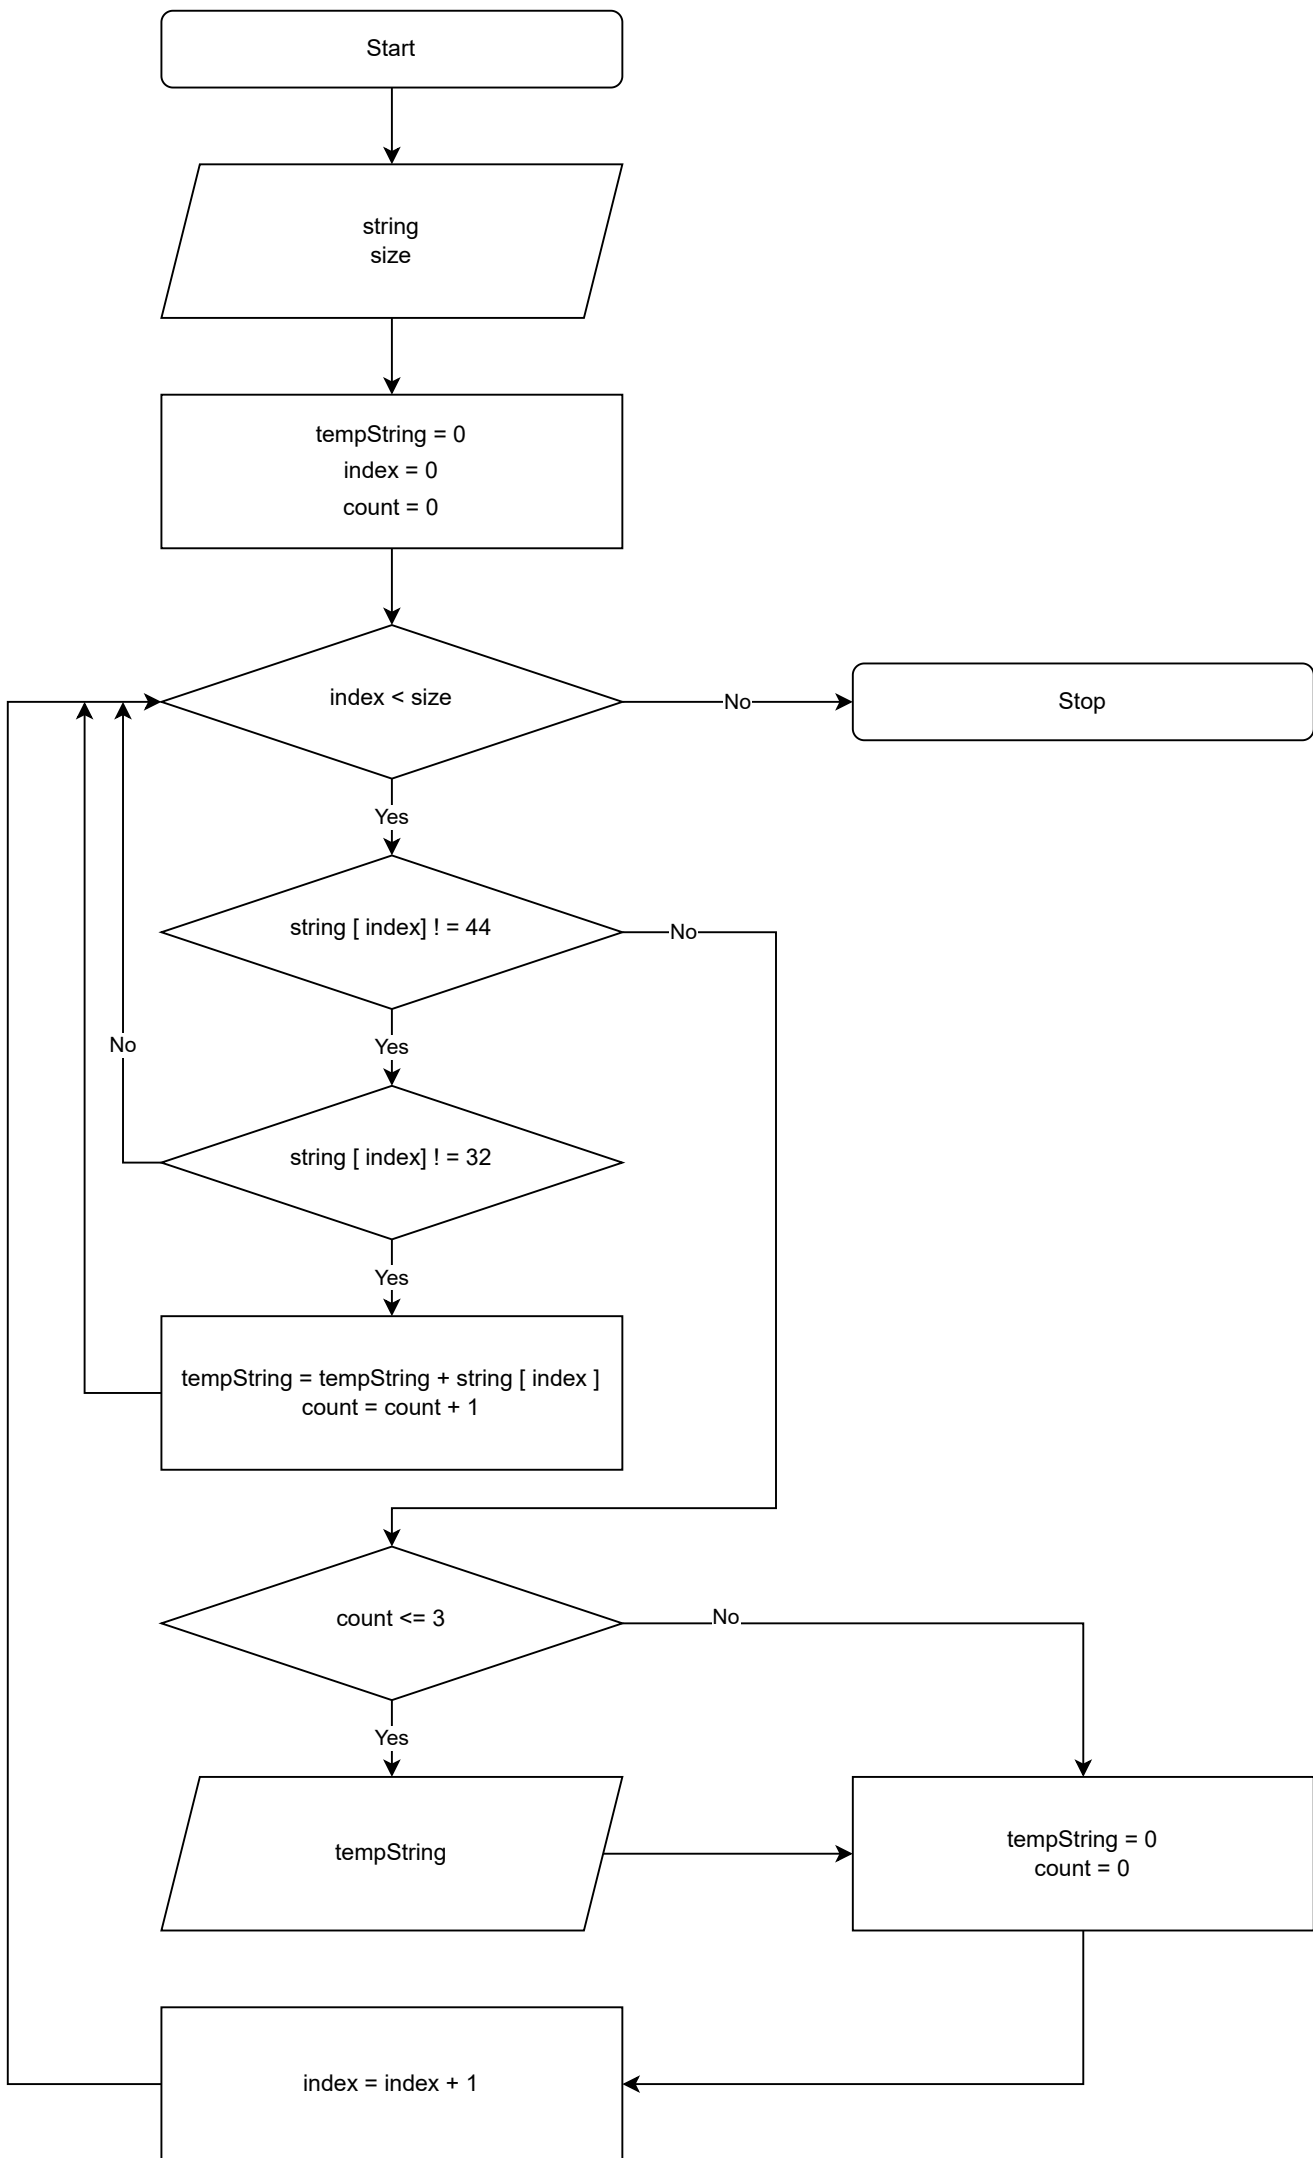 Start
string
size
tempString = 0
index = 0
count = 0
index < size
No
Stop
Yes
string [ index] ! = 44
No
No
Yes
string [ index] ! = 32
Yes
tempString = tempString + string [ index ]
count = count + 1
count <= 3
No
Yes
tempString
tempString = 0
count = 0
index = index + 1